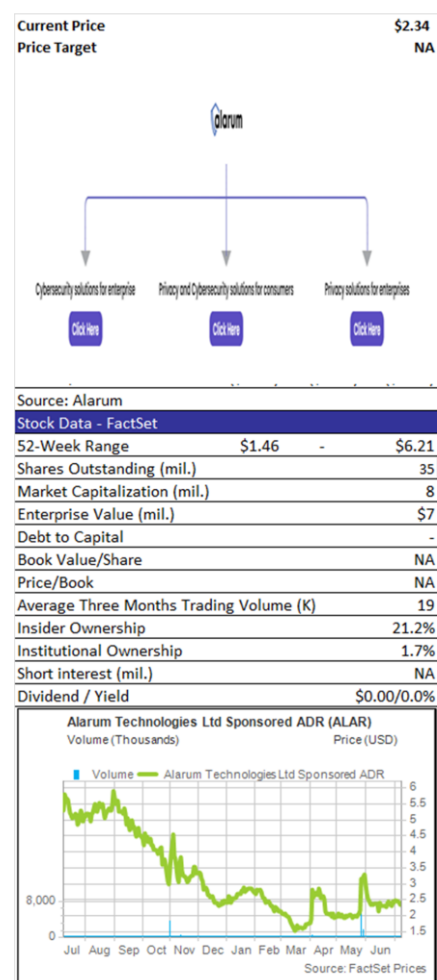 Current Price $2.34
Price Target NA
alarum
Cybersecurity solutions for enterprise Privacy and Cybersecurity solutions for consumers Privacy solutions for enterprises
Click Here Click Here Click Here
Source: Alarum
Stock Data - FactSet
52-Week Range $1.46 - $6.21
Shares Outstanding (mil.) 35
Market Capitalization (mil.) 8
Enterprise Value (mil.) $7
Debt to Capital -
Book Value/Share NA
Price/Book NA
Average Three Months Trading Volume (K) 19
Insider Ownership 21.2%
Institutional Ownership 1.7%
Short interest (mil.) NA
Dividend / Yield $0.00/0.0%
Alarum Technologies Ltd Sponsored ADR (ALAR)
Volume (Thousands) Price (USD)
Volume Alarum Technologies Ltd Sponsored ADR
6
5.5
5
4.5
4
3.5
3
8,000 2.5
2
0 1.5
Jul Aug Sep Oct Nov Dec Jan Feb Mar Apr May Jun
Source: FactSet Prices